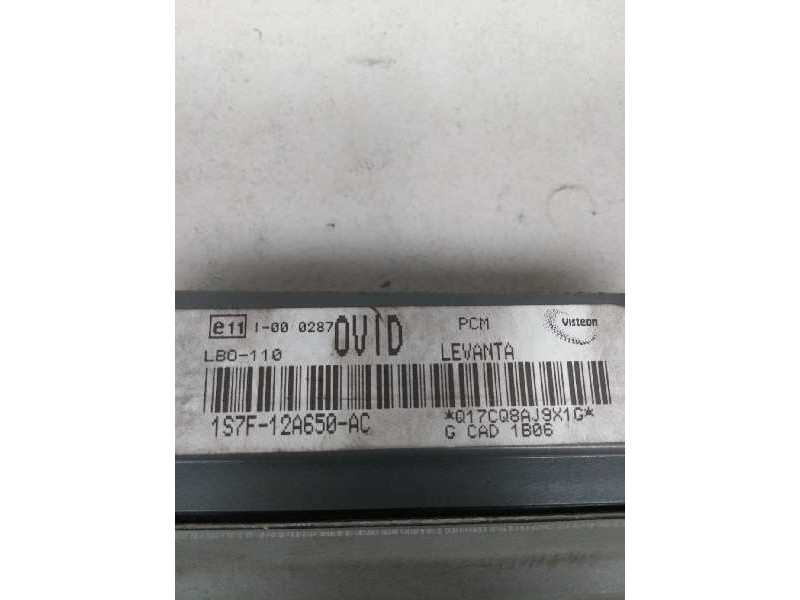 e11 I-00 0287 OVID PCM Visteon
LBO-110 LEVANTA
1S7F-12A650-AC *Q17CQ8AJ9X1G*
G CAD 1B06